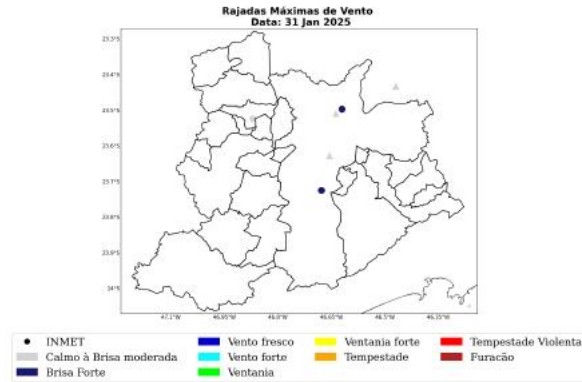 Rajadas Máximas de Vento
Data: 31 Jan 2025
23.3°S
23.4°S
23.5°S
23.6°S
23.7°S
23.8°S
23.9°S
24°S
47.1°W
46.95°W
46.8°W
46.65°W
46.5°W
46.35°W
INMET
Calmo à Brisa moderada
Brisa Forte
Vento fresco
Vento forte
Ventania
Ventania forte
Tempestade
Tempestade Violenta
Furacão